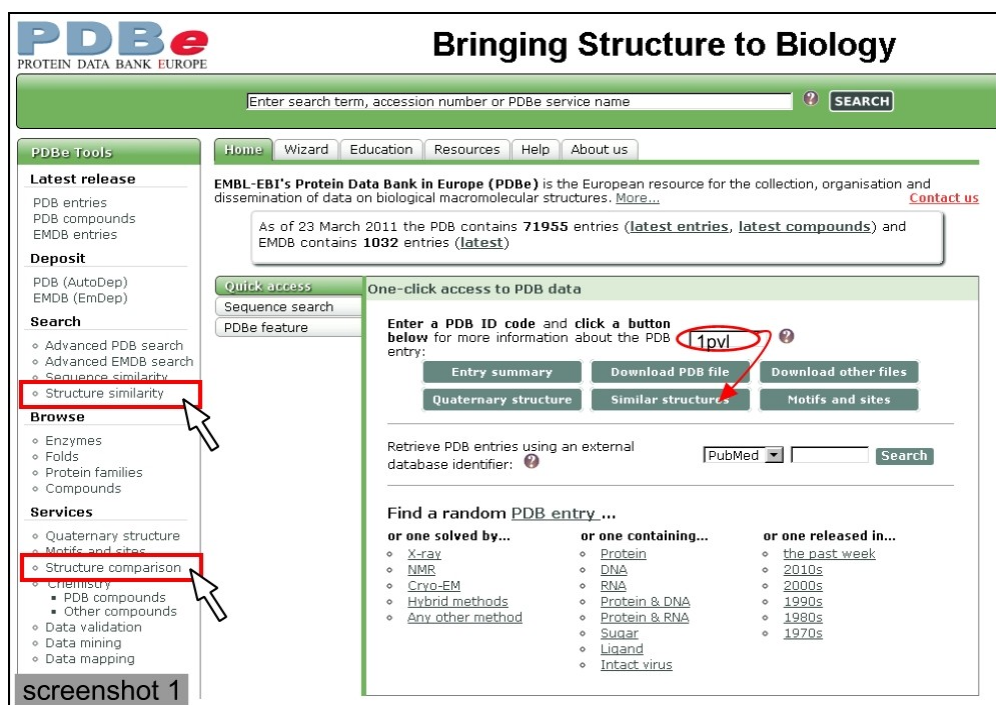 PDBe
PROTEIN DATA BANK EUROPE
Bringing Structure to Biology
Enter search term, accession number or PDBe service name
?
SEARCH
PDBe Tools
Latest release
PDB entries
PDB compounds
EMDB entries
Deposit
PDB (AutoDep)
EMDB (EmDep)
Search
Advanced PDB search
Advanced EMDB search
Sequence similarity
Structure similarity
Browse
Enzymes
Folds
Protein families
Compounds
Services
Quaternary structure
Motifs and sites
Structure comparison
Chemistry
PDB compounds
Other compounds
Data validation
Data mining
Data mapping
screenshot 1
Home Wizard Education Resources Help About us
EMBL-EBI's Protein Data Bank in Europe (PDBe) is the European resource for the collection, organisation and
dissemination of data on biological macromolecular structures. More...
Contact us
As of 23 March 2011 the PDB contains 71955 entries (latest entries, latest compounds) and
EMDB contains 1032 entries (latest)
Quick access
Sequence search
PDBe feature
One-click access to PDB data
Enter a PDB ID code and click a button
below for more information about the PDB
entry:
1pvl
?
Entry summary Download PDB file Download other files
Quaternary structure Similar structures Motifs and sites
Retrieve PDB entries using an external
database identifier: ?
PubMed
Search
Find a random PDB entry ...
or one solved by...
X-ray
NMR
Cryo-EM
Hybrid methods
Any other method
or one containing...
Protein
DNA
RNA
Protein & DNA
Protein & RNA
Sugar
Ligand
Intact virus
or one released in...
the past week
2010s
2000s
1990s
1980s
1970s